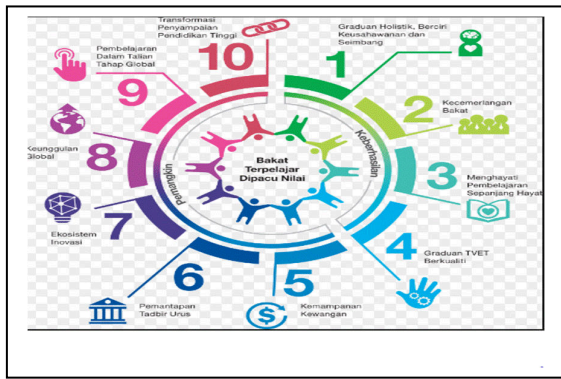 Transformasi
Penyampaian
Pendidikan Tinggi
10
1
Graduan Holistik, Berciri
Keusahawanan dan
Seimbang
2
Kecemerlangan
Bakat
3
Menghayati
Pembelajaran
Sepanjang Hayat
4
Graduan TVET
Berkualiti
5
Kemampanan
Kewangan
6
Pemantapan
Tadbir Urus
7
Ekosistem
Inovasi
8
Keunggulan
Global
9
Pembelajaran
Dalam Talian
Tahap Global
Pemangkin
Keberhasilan
Bakat
Terpelajar
Dipacu Nilai